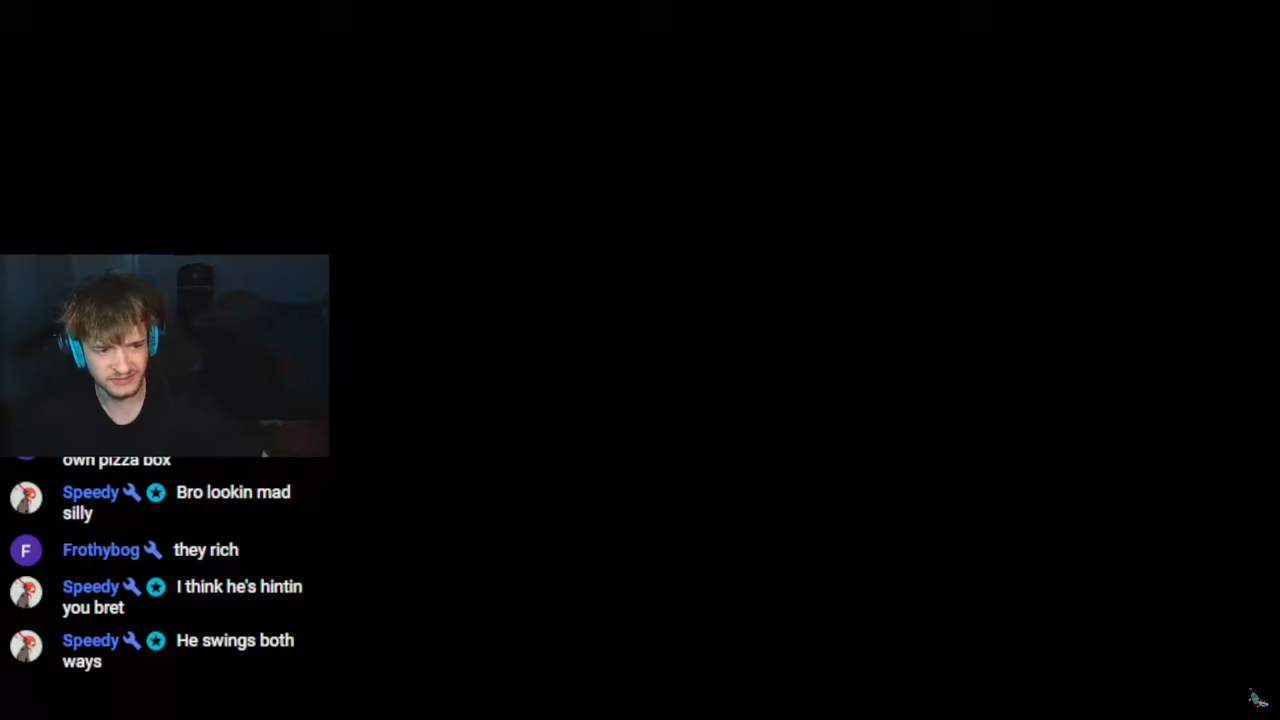 own pizza box
Speedy Bro lookin mad
silly
F Frothybog they rich
Speedy I think he's hintin
you bret
Speedy He swings both
ways